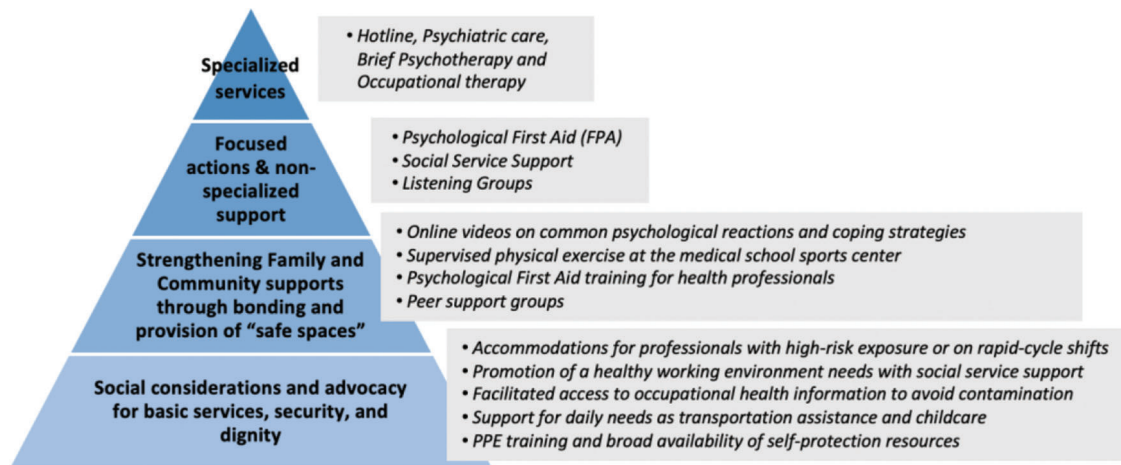 Specialized
services
• Hotline, Psychiatric care,
Brief Psychotherapy and
Occupational therapy
Focused
actions & non-
specialized
support
• Psychological First Aid (FPA)
• Social Service Support
• Listening Groups
Strengthening Family and
Community supports
through bonding and
provision of “safe spaces”
• Online videos on common psychological reactions and coping strategies
• Supervised physical exercise at the medical school sports center
• Psychological First Aid training for health professionals
• Peer support groups
Social considerations and advocacy
for basic services, security, and
dignity
• Accommodations for professionals with high-risk exposure or on rapid-cycle shifts
• Promotion of a healthy working environment needs with social service support
• Facilitated access to occupational health information to avoid contamination
• Support for daily needs as transportation assistance and childcare
• PPE training and broad availability of self-protection resources